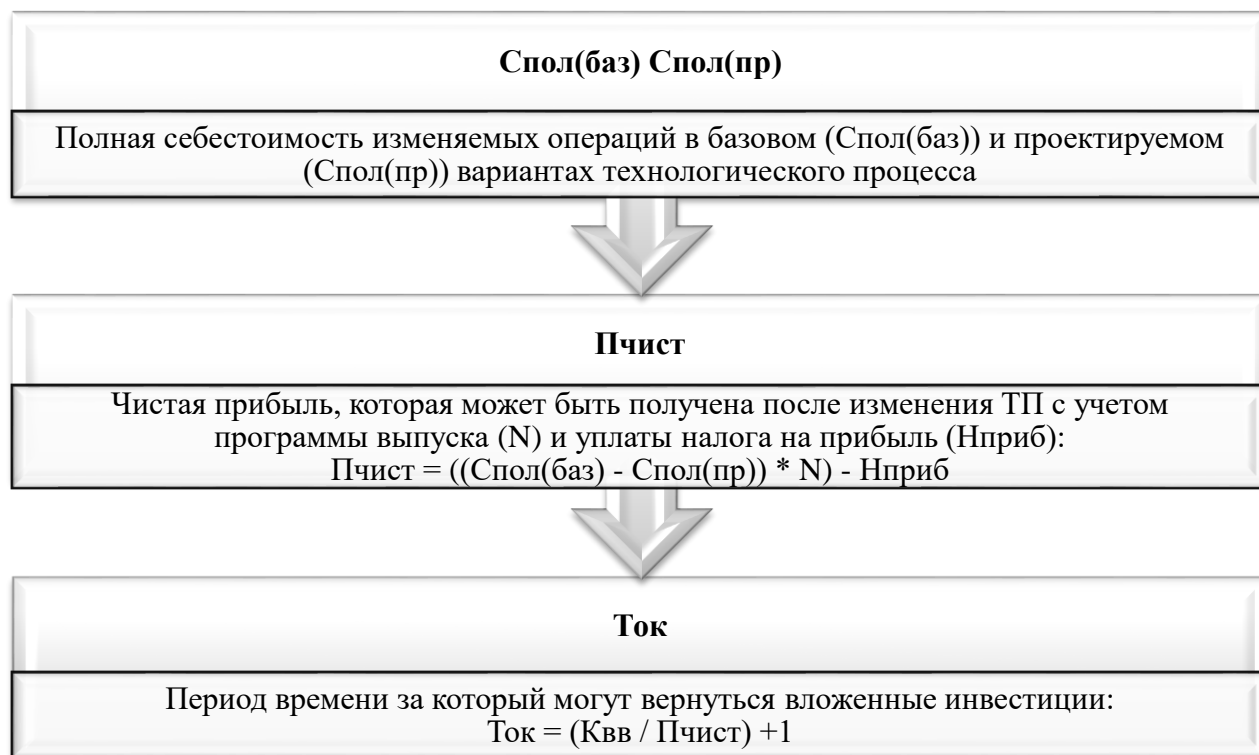 Спол(баз) Спол(пр)
Полная себестоимость изменяемых операций в базовом (Спол(баз)) и проектируемом
(Спол(пр)) вариантах технологического процесса
Пчист
Чистая прибыль, которая может быть получена после изменения ТП с учетом
программы выпуска (N) и уплаты налога на прибыль (Нприб):
Пчист = ((Спол(баз) - Спол(пр)) * N) - Нприб
Ток
Период времени за который могут вернуться вложенные инвестиции:
Ток = (Квв / Пчист) +1